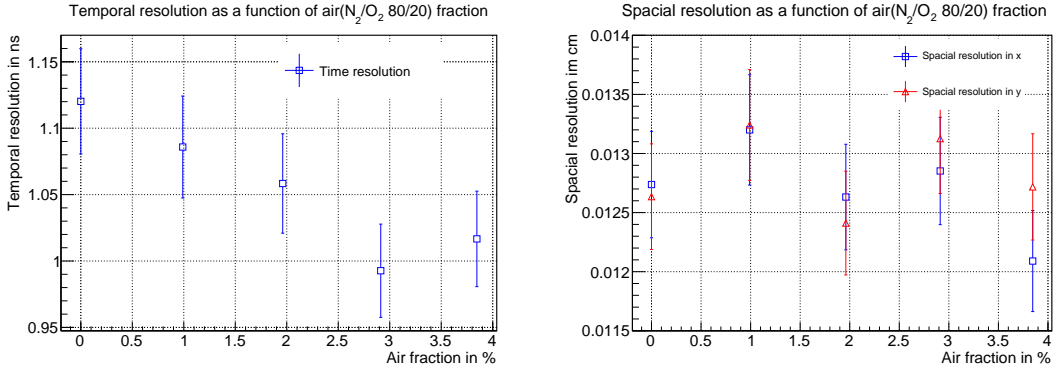 Temporal resolution as a function of air(N₂/O₂ 80/20) fraction
Temporal resolution in ns
1.15
1.1
1.05
1
0.95
Time resolution
0 0.5 1 1.5 2 2.5 3 3.5 4
Air fraction in %
Spacial resolution as a function of air(N₂/O₂ 80/20) fraction
Spacial resolution im cm
0.014
0.0135
0.013
0.0125
0.012
0.0115
Spacial resolution in x
Spacial resolution in y
0 0.5 1 1.5 2 2.5 3 3.5 4
Air fraction in %